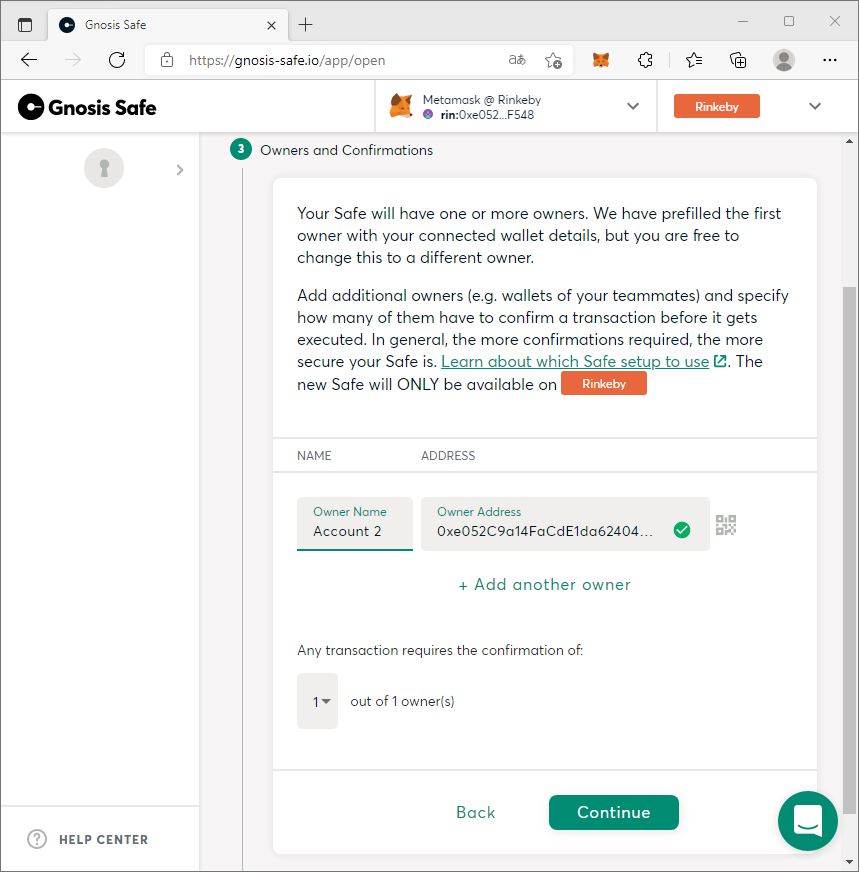 Gnosis Safe
https://gnosis-safe.io/app/open
aあ
Gnosis Safe
Metamask @ Rinkeby
rin:0xe052...F548
Rinkeby
3 Owners and Confirmations
Your Safe will have one or more owners. We have prefilled the first
owner with your connected wallet details, but you are free to
change this to a different owner.
Add additional owners (e.g. wallets of your teammates) and specify
how many of them have to confirm a transaction before it gets
executed. In general, the more confirmations required, the more
secure your Safe is. Learn about which Safe setup to use. The
new Safe will ONLY be available on Rinkeby
NAME ADDRESS
Owner Name Owner Address
Account 2 0xe052C9a14FaCdE1da62404...
+ Add another owner
Any transaction requires the confirmation of:
1 out of 1 owner(s)
Back Continue
? HELP CENTER